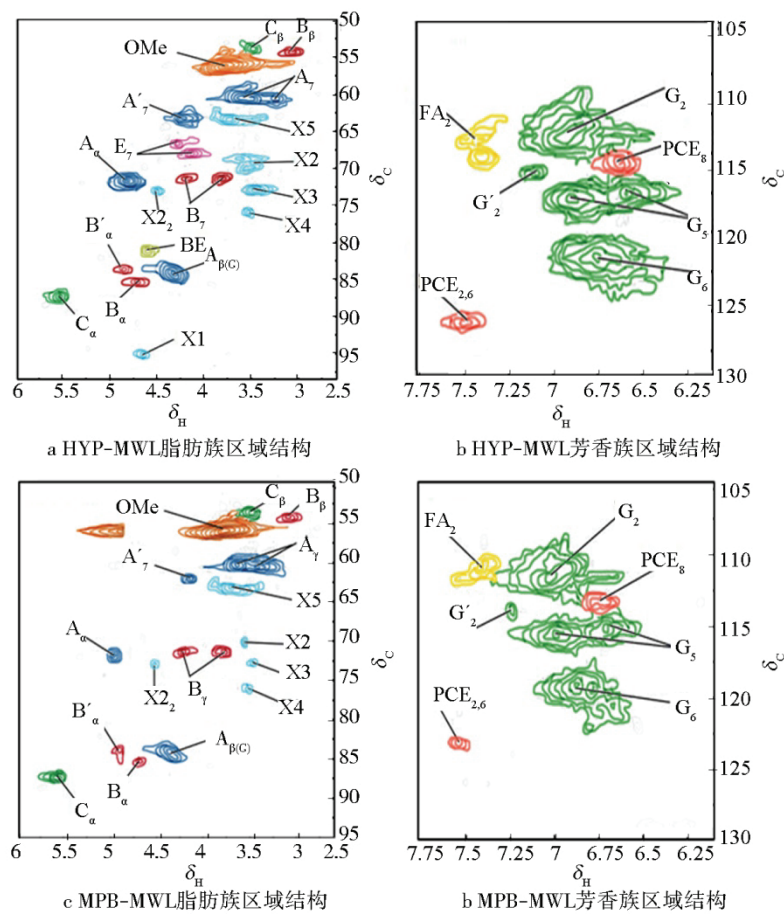 50
55
60
65
70
75
80
85
90
95
δC
Cβ
Bβ
OMe
A7
A´7
X5
E7
Aα
X2
X3
X22
B7
X4
B´α
BE
Aβ(G)
Bα
Cα
X1
6 5.5 5 4.5 4 3.5 3 2.5
δH
a HYP-MWL脂肪族区域结构
105
110
115
120
125
130
δC
G2
FA2
PCE8
G´2
G5
G6
PCE2,6
7.75 7.5 7.25 7 6.75 6.5 6.25
δH
b HYP-MWL芳香族区域结构
50
55
60
65
70
75
80
85
90
95
δC
OMe
Cβ
Bβ
Aγ
A´7
X5
Aα
X2
X3
X22
Bγ
X4
B´α
Aβ(G)
Bα
Cα
6 5.5 5 4.5 4 3.5 3 2.5
δH
c MPB-MWL脂肪族区域结构
105
110
115
120
125
130
δC
G2
FA2
PCE8
G´2
G5
G6
PCE2,6
7.75 7.5 7.25 7 6.75 6.5 6.25
δH
b MPB-MWL芳香族区域结构